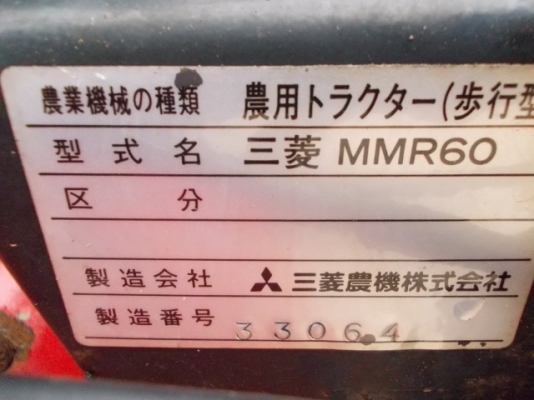 農業機械の種類 農用トラクター(歩行型
型式名 三菱 MMR60
区分
製造会社 三菱農機株式会社
製造番号 33064